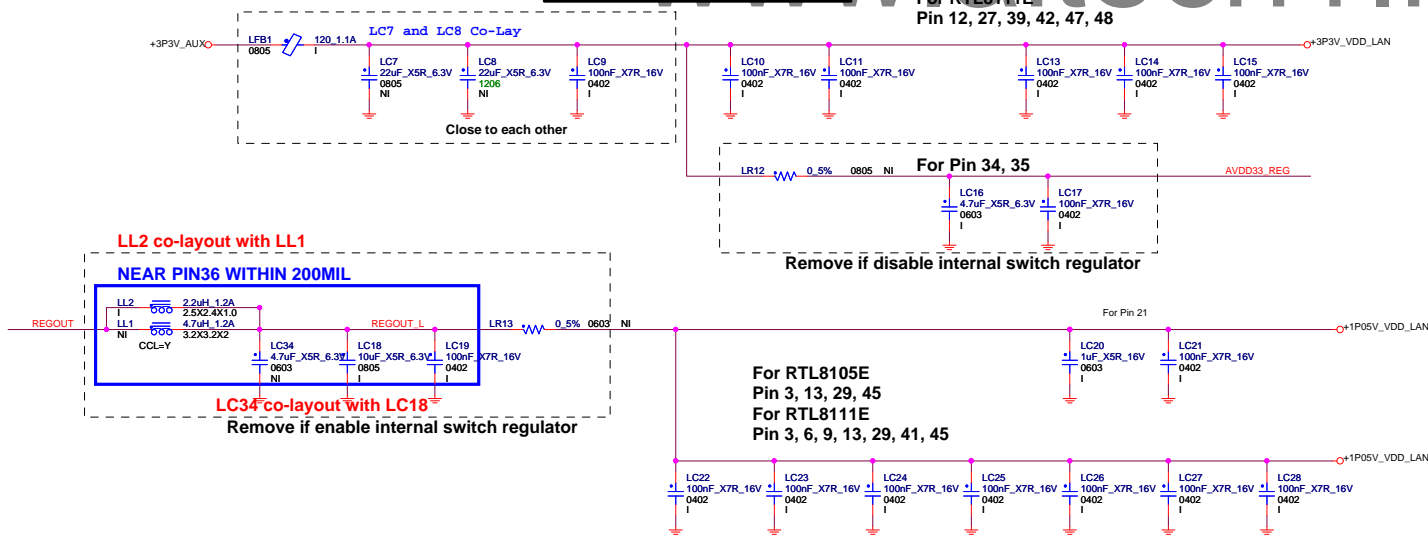 Pin 12, 27, 39, 42, 47, 48
LC7 and LC8 Co-Lay
+3P3V_AUX
LFB1
0805
120_1.1A
I
+3P3V_VDD_LAN
LC7
22uF_X5R_6.3V
0805
NI
LC8
22uF_X5R_6.3V
1206
NI
LC9
100nF_X7R_16V
0402
I
LC10
100nF_X7R_16V
0402
I
LC11
100nF_X7R_16V
0402
I
LC13
100nF_X7R_16V
0402
I
LC14
100nF_X7R_16V
0402
I
LC15
100nF_X7R_16V
0402
I
Close to each other
LR12
0_5%
0805
NI
For Pin 34, 35
AVDD33_REG
LC16
4.7uF_X5R_6.3V
0603
I
LC17
100nF_X7R_16V
0402
I
Remove if disable internal switch regulator
LL2 co-layout with LL1
NEAR PIN36 WITHIN 200MIL
REGOUT
LL2
I
2.2uH_1.2A
2.5X2.4X1.0
LL1
NI
4.7uH_1.2A
3.2X3.2X2
CCL=Y
REGOUT_L
LR13
0_5%
0603
NI
LC34
4.7uF_X5R_6.3V
0603
NI
LC18
10uF_X5R_6.3V
0805
I
LC19
100nF_X7R_16V
0402
I
LC34 co-layout with LC18
Remove if enable internal switch regulator
For Pin 21
+1P05V_VDD_LAN
LC20
1uF_X5R_16V
0603
I
LC21
100nF_X7R_16V
0402
I
For RTL8105E
Pin 3, 13, 29, 45
For RTL8111E
Pin 3, 6, 9, 13, 29, 41, 45
+1P05V_VDD_LAN
LC22
100nF_X7R_16V
0402
I
LC23
100nF_X7R_16V
0402
I
LC24
100nF_X7R_16V
0402
I
LC25
100nF_X7R_16V
0402
I
LC26
100nF_X7R_16V
0402
I
LC27
100nF_X7R_16V
0402
I
LC28
100nF_X7R_16V
0402
I